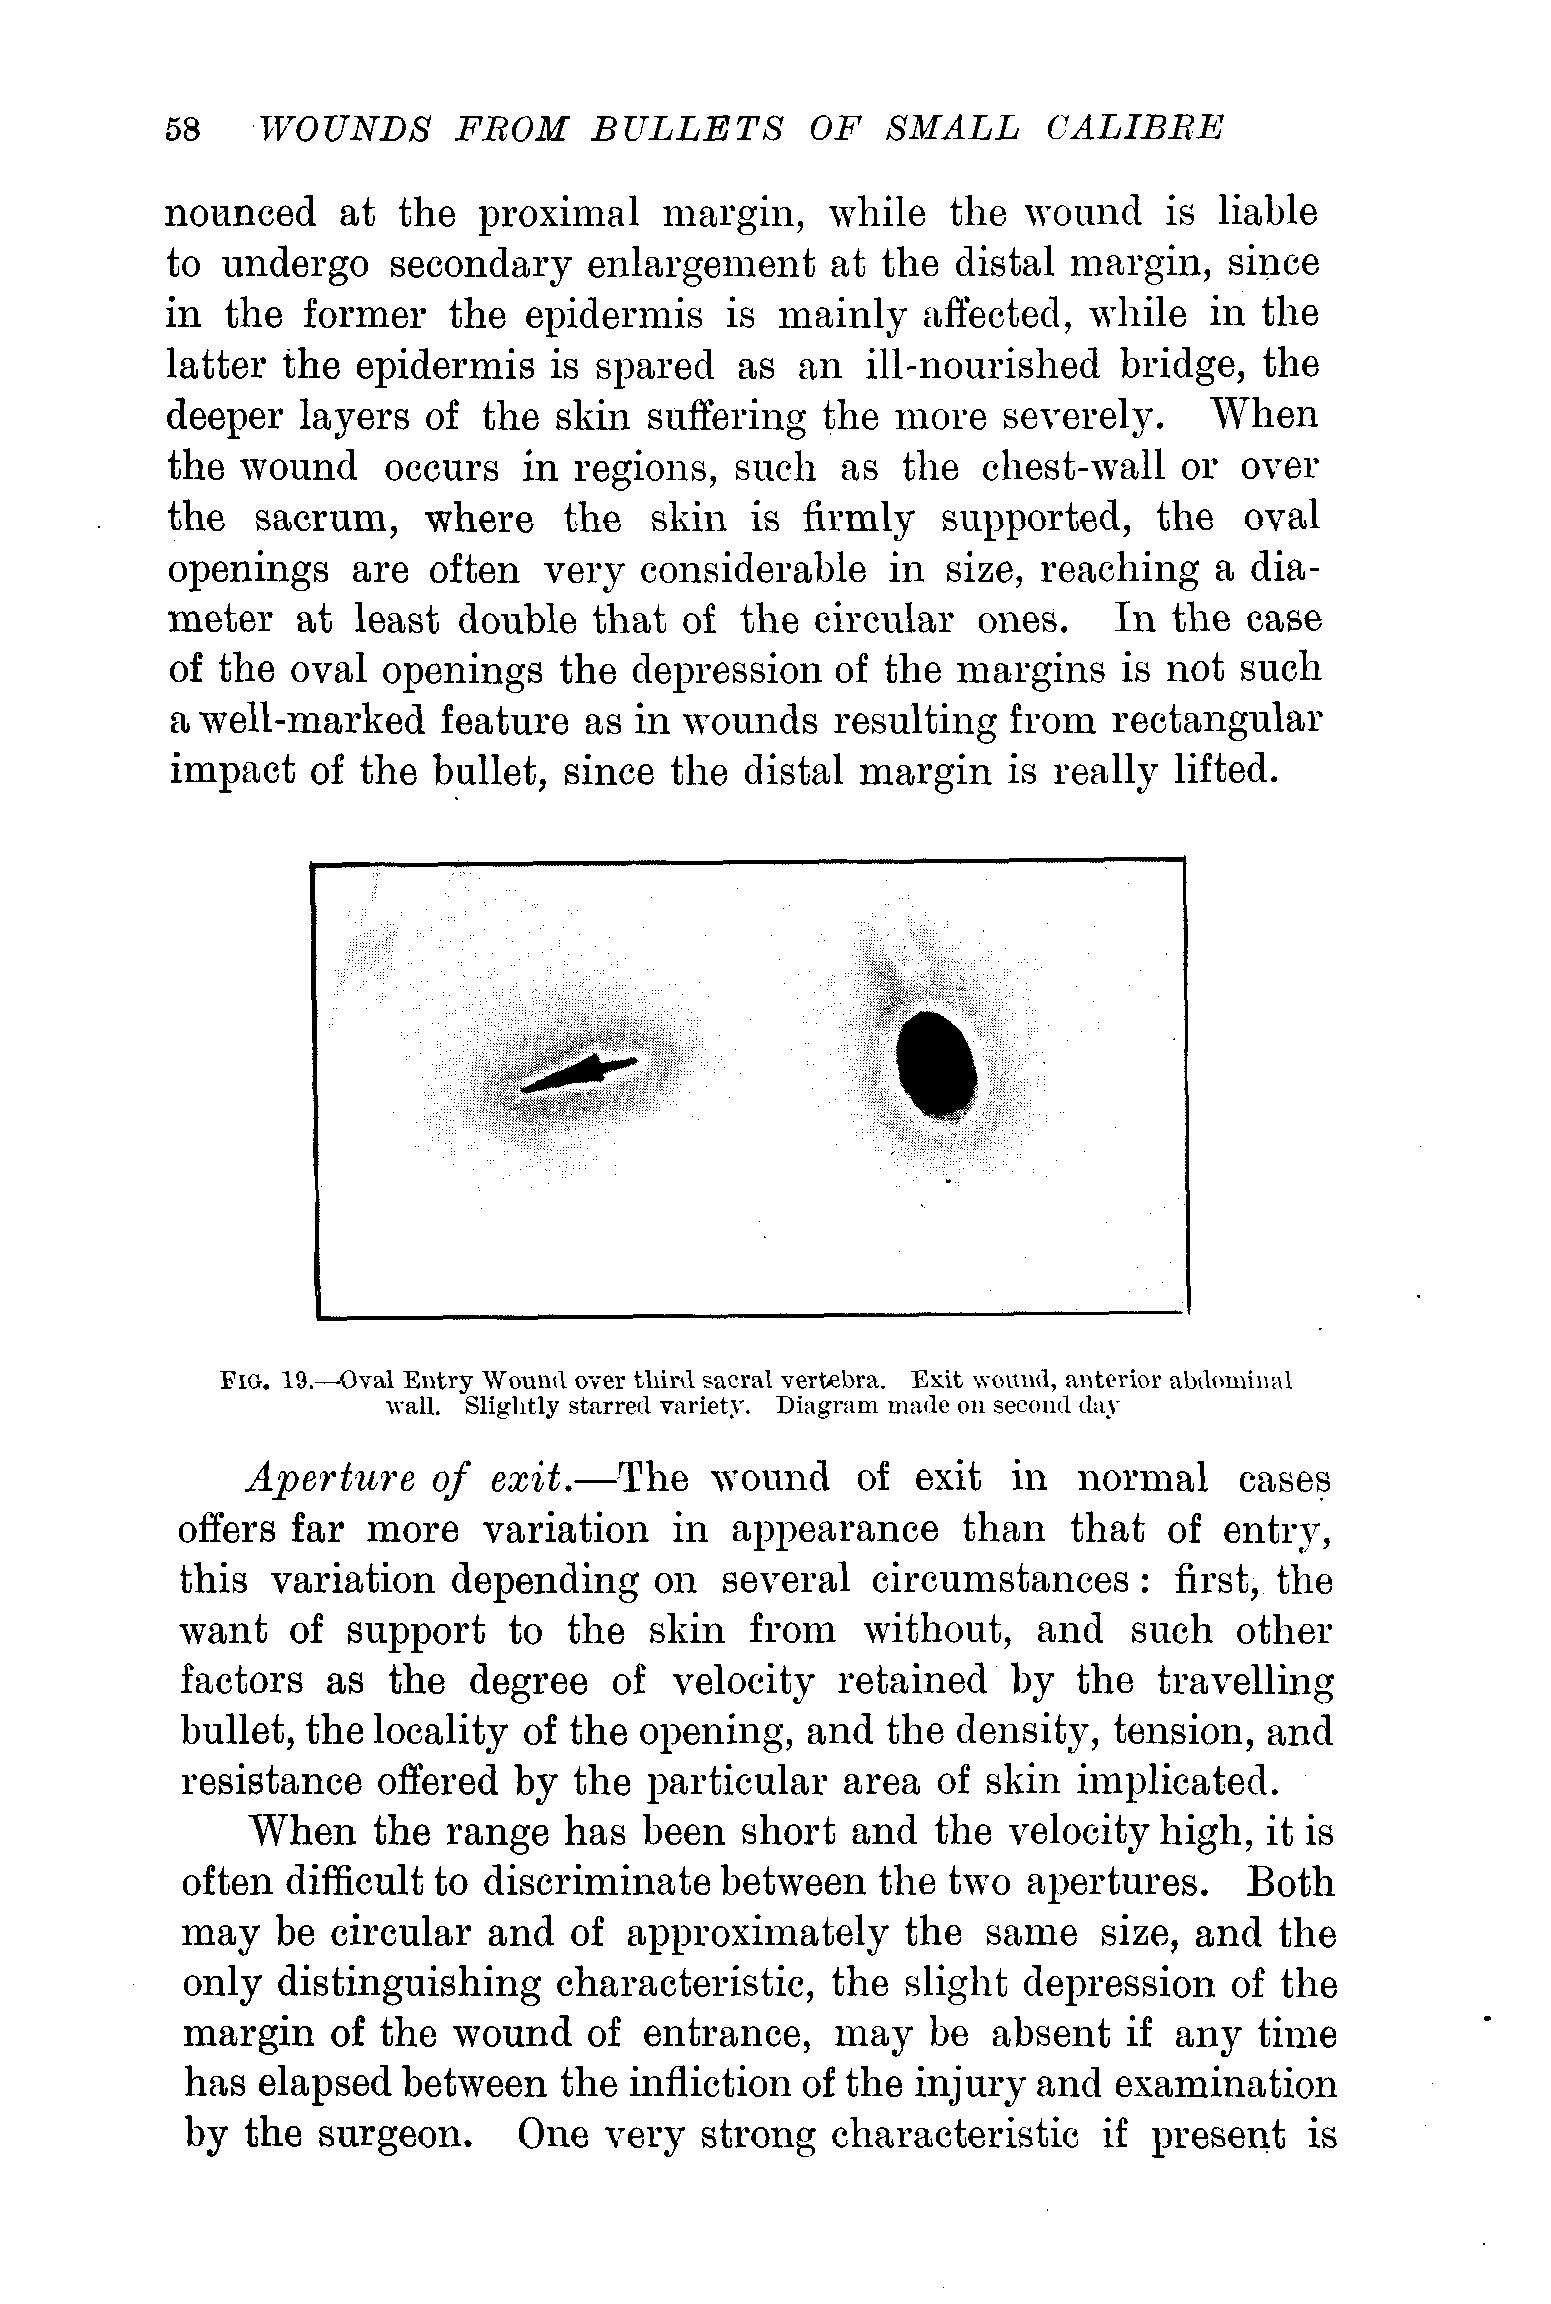 58 WOUNDS FROM BULLETS OF SMALL CALIBRE
nounced at the proximal margin, while the wound is liable
to undergo secondary enlargement at the distal margin, since
in the former the epidermis is mainly affected, while in the
latter the epidermis is spared as an ill-nourished bridge, the
deeper layers of the skin suffering the more severely. When
the wound occurs in regions, such as the chest-wall or over
the sacrum, where the skin is firmly supported, the oval
openings are often very considerable in size, reaching a dia-
meter at least double that of the circular ones. In the case
of the oval openings the depression of the margins is not such
a well-marked feature as in wounds resulting from rectangular
impact of the bullet, since the distal margin is really lifted.
FIG. 19.—Oval Entry Wound over third sacral vertebra. Exit wound, anterior abdominal
wall. Slightly starred variety. Diagram made on second day
Aperture of exit.—The wound of exit in normal cases
offers far more variation in appearance than that of entry,
this variation depending on several circumstances: first, the
want of support to the skin from without, and such other
factors as the degree of velocity retained by the travelling
bullet, the locality of the opening, and the density, tension, and
resistance offered by the particular area of skin implicated.
When the range has been short and the velocity high, it is
often difficult to discriminate between the two apertures. Both
may be circular and of approximately the same size, and the
only distinguishing characteristic, the slight depression of the
margin of the wound of entrance, may be absent if any time
has elapsed between the infliction of the injury and examination
by the surgeon. One very strong characteristic if present is